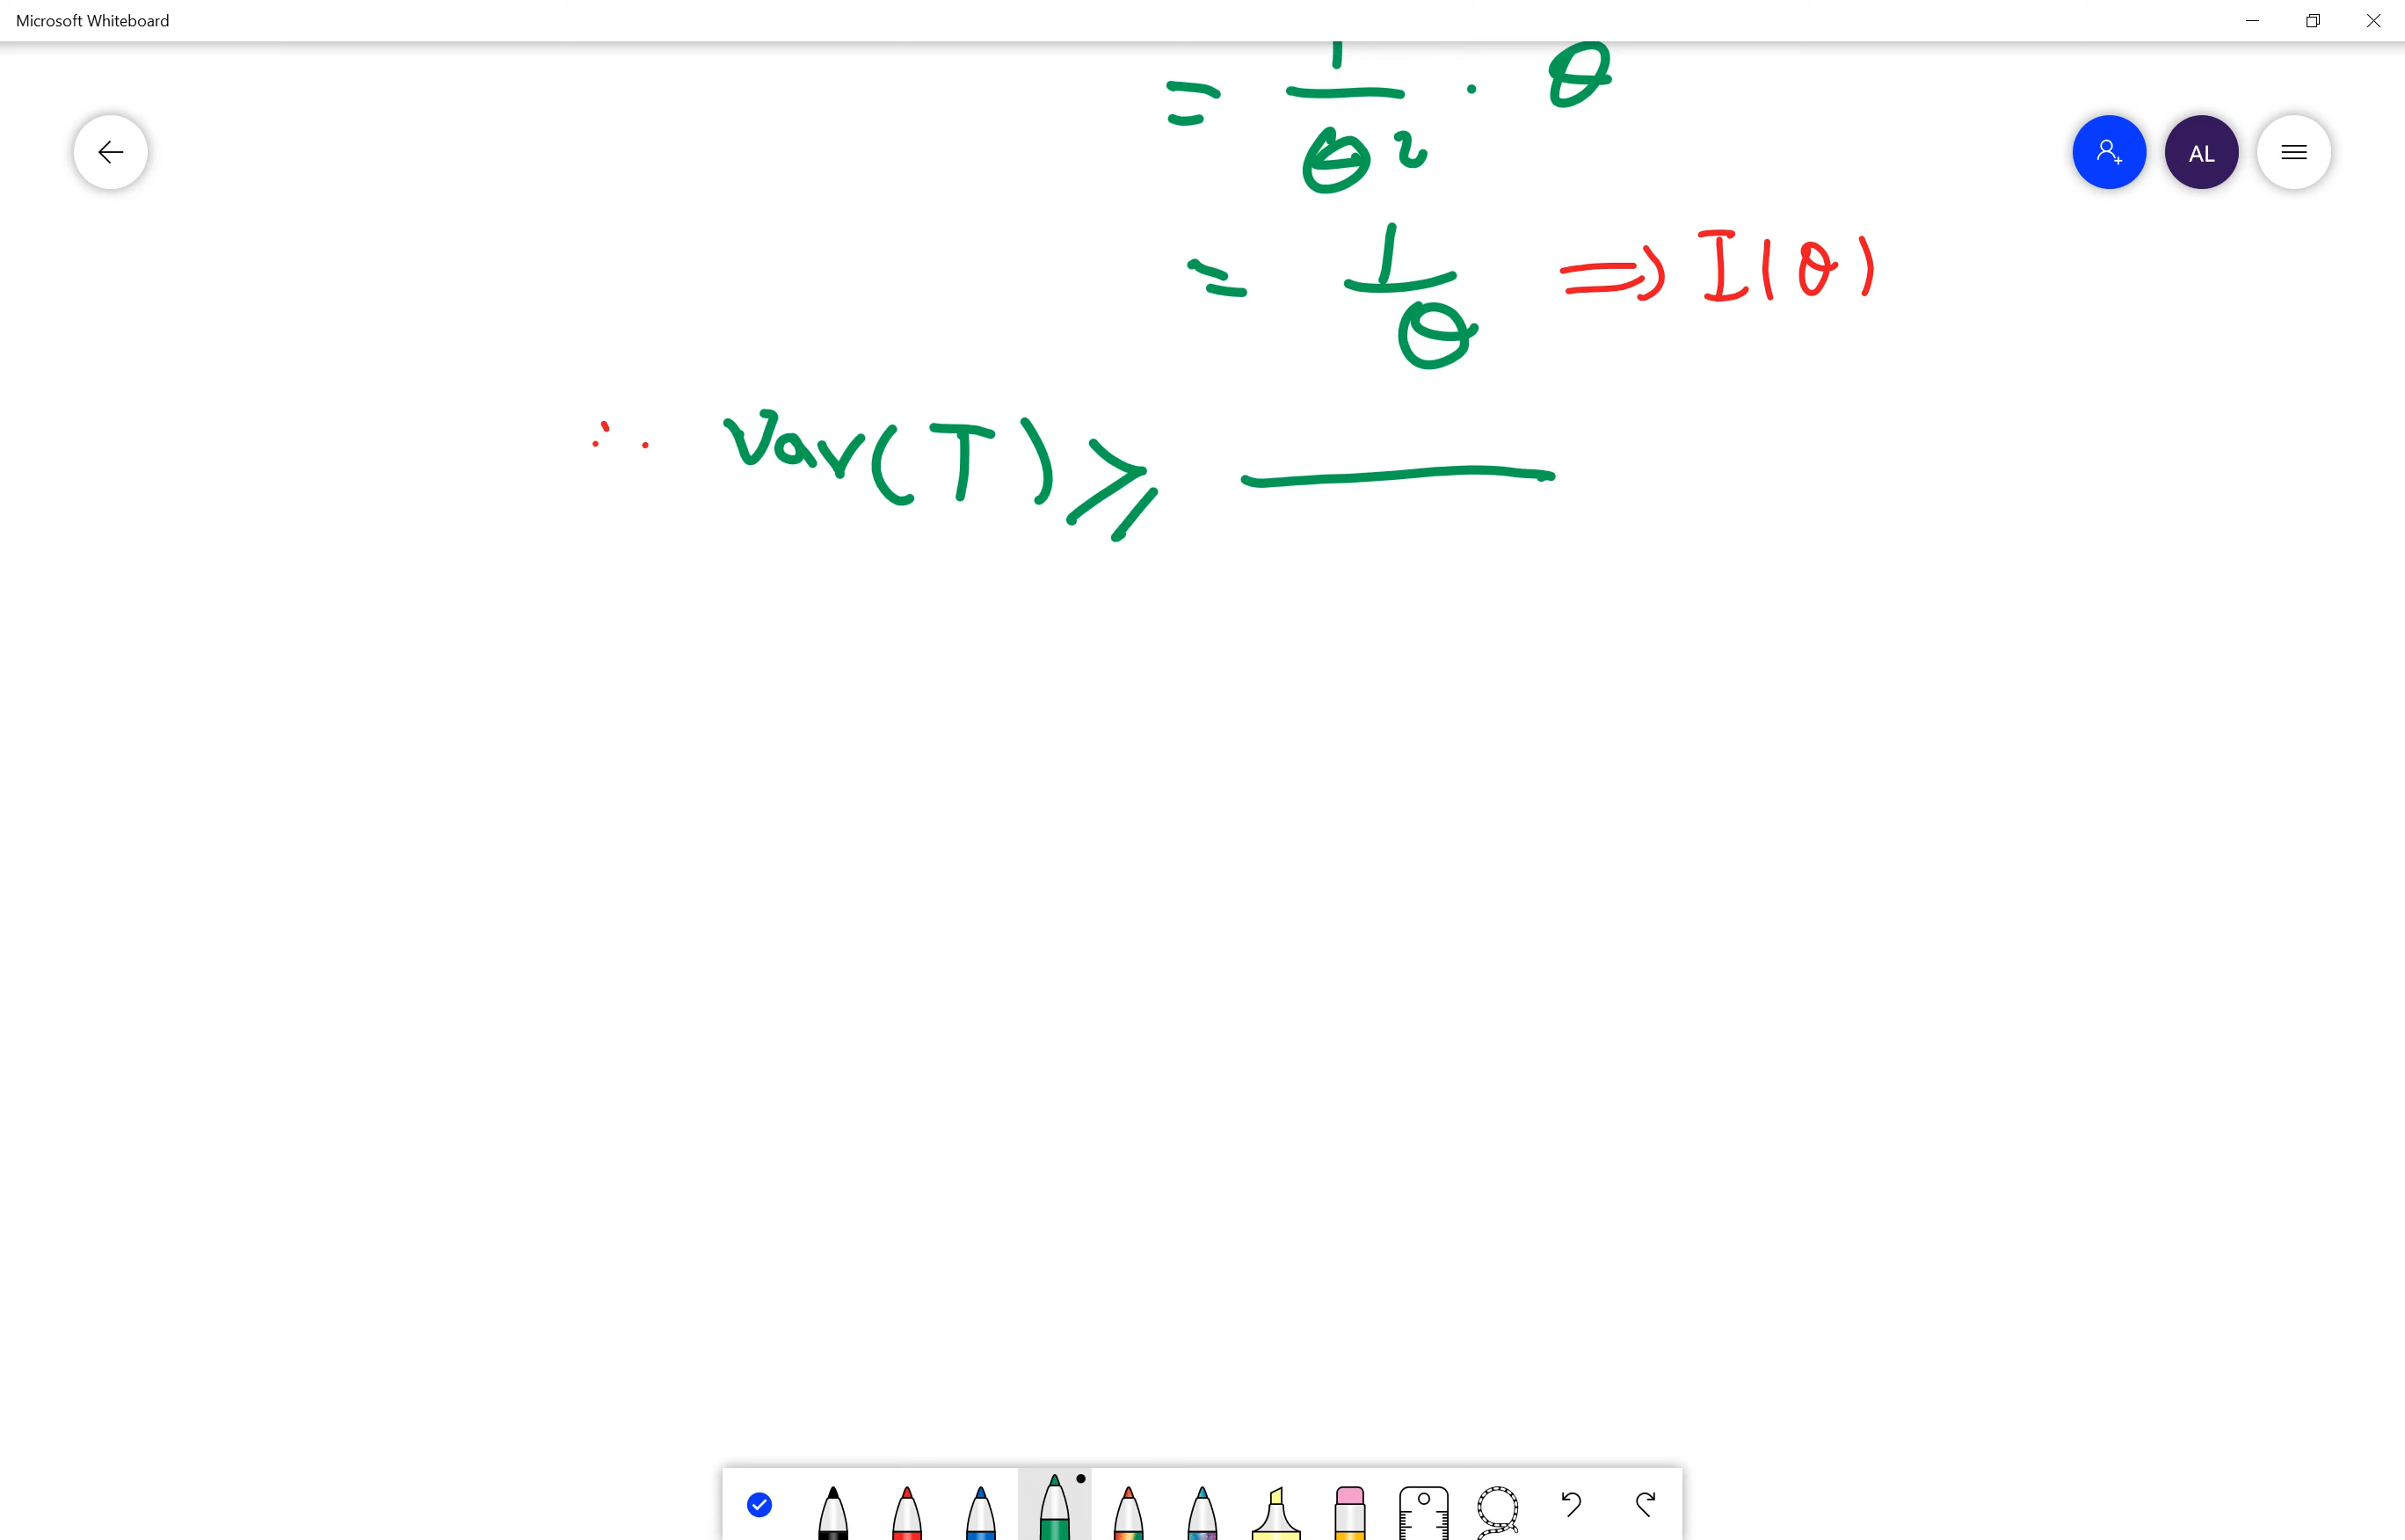 Microsoft Whiteboard
= 1/θ² · θ
AL
= 1/θ ⇒ I(θ)
∴ Var(T) ⩾